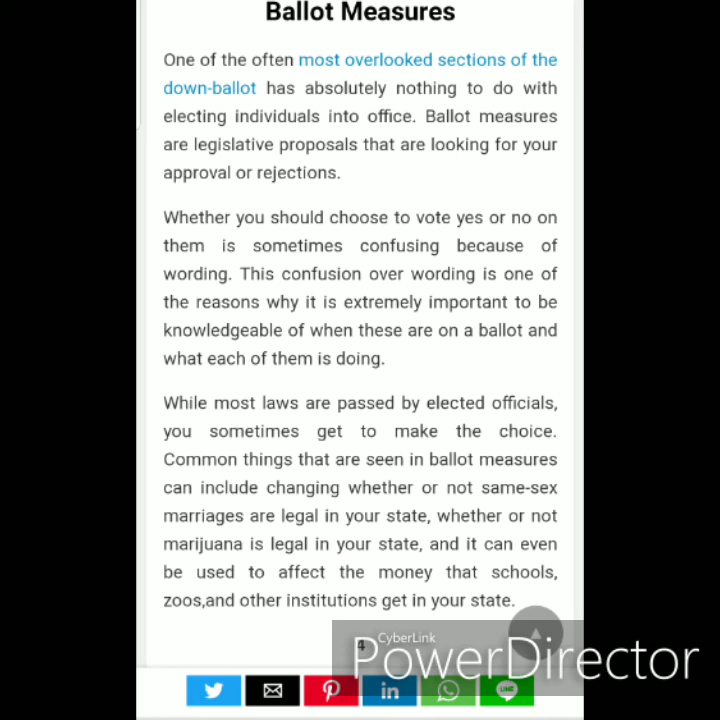 Ballot Measures
One of the often most overlooked sections of the
down-ballot has absolutely nothing to do with
electing individuals into office. Ballot measures
are legislative proposals that are looking for your
approval or rejections.
Whether you should choose to vote yes or no on
them is sometimes confusing because of
wording. This confusion over wording is one of
the reasons why it is extremely important to be
knowledgeable of when these are on a ballot and
what each of them is doing.
While most laws are passed by elected officials,
you sometimes get to make the choice.
Common things that are seen in ballot measures
can include changing whether or not same-sex
marriages are legal in your state, whether or not
marijuana is legal in your state, and it can even
be used to affect the money that schools,
zoos,and other institutions get in your state.
4
CyberLink
PowerDirector
in
LINE